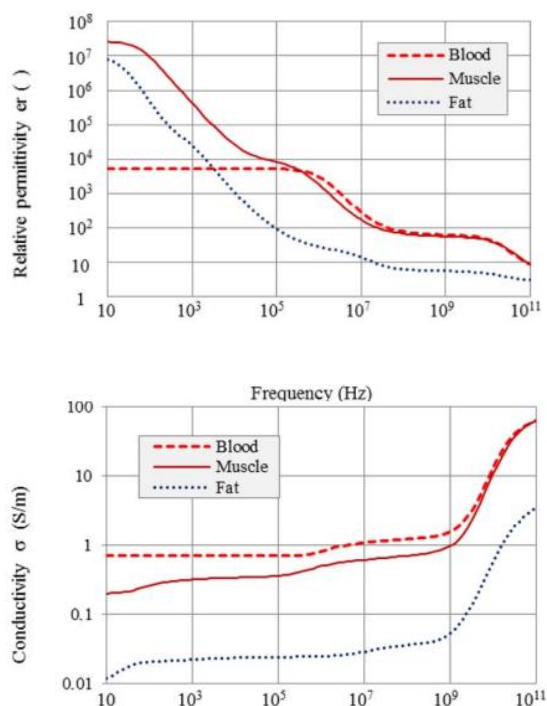 10⁸
10⁷
10⁶
10⁵
10⁴
10³
10²
10
1
Relative permittivity er ( )
Blood
Muscle
Fat
10 10³ 10⁵ 10⁷ 10⁹ 10¹¹
Frequency (Hz)
100
10
1
0.1
0.01
Conductivity σ (S/m)
Blood
Muscle
Fat
10 10³ 10⁵ 10⁷ 10⁹ 10¹¹